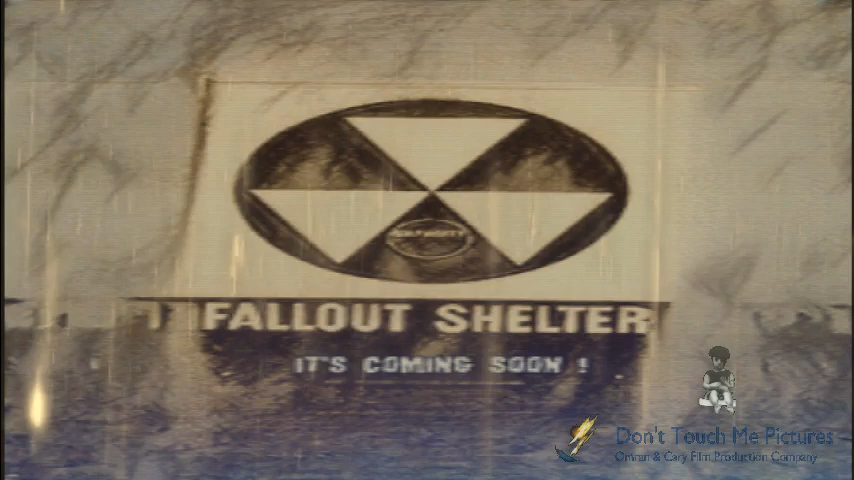 FALLOUT SHELTER
IT'S COMING SOON !
Don't Touch Me Pictures
Omran & Cary Film Production Company